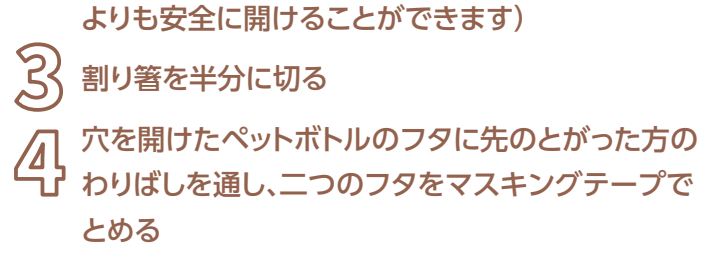 よりも安全に開けることができます)
3 割り箸を半分に切る
4 穴を開けたペットボトルのフタに先のとがった方の
わりばしを通し、二つのフタをマスキングテープで
とめる